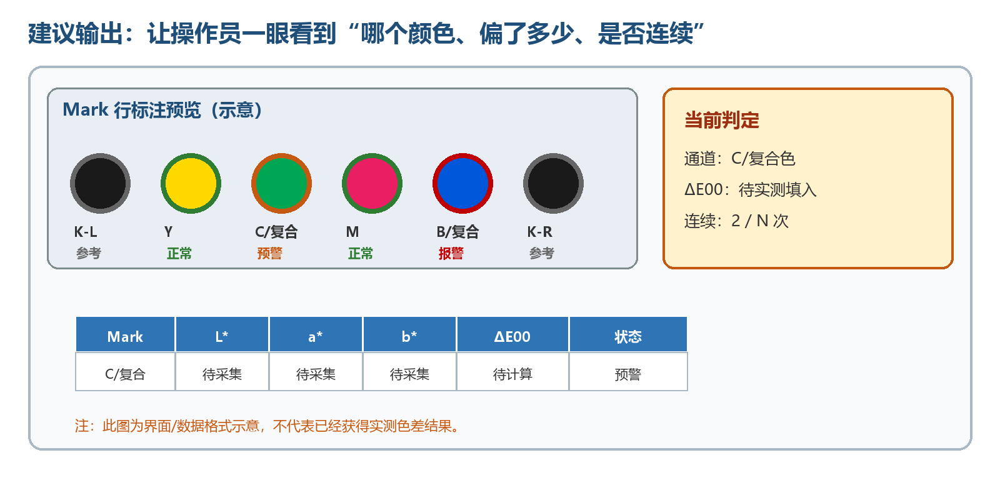 建议输出：让操作员一眼看到“哪个颜色、偏了多少、是否连续”
Mark 行标注预览（示意）
K-L Y C/复合 M B/复合 K-R
参考 正常 预警 正常 报警 参考
当前判定
通道：C/复合色
ΔE00：待实测填入
连续：2 / N 次
Mark L* a* b* ΔE00 状态
C/复合 待采集 待采集 待采集 待计算 预警
注：此图为界面/数据格式示意，不代表已经获得实测色差结果。